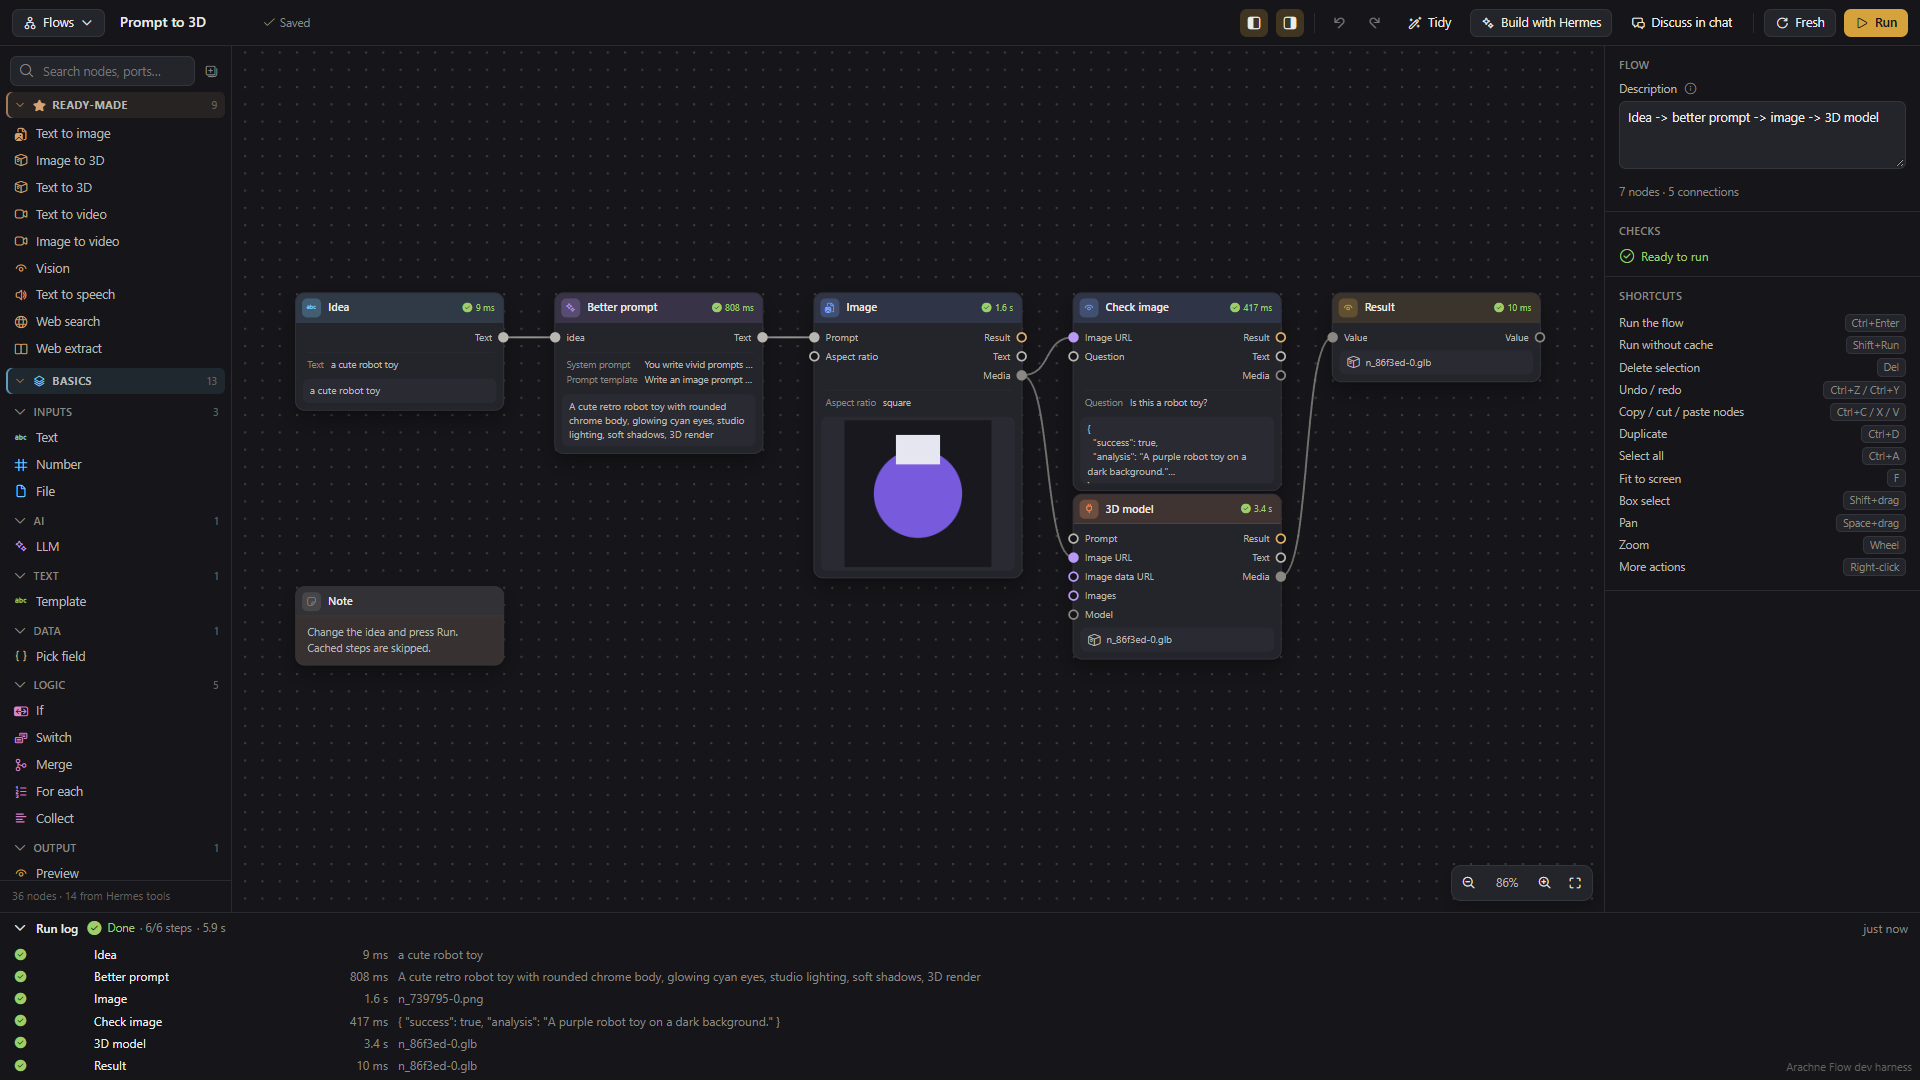 Flows
Prompt to 3D
Saved
Tidy
Build with Hermes
Discuss in chat
Fresh
Run
Search nodes, ports...
READY-MADE 9
Text to image
Image to 3D
Text to 3D
Text to video
Image to video
Vision
Text to speech
Web search
Web extract
BASICS 13
INPUTS 3
abc Text
Number
File
AI 1
LLM
TEXT 1
abc Template
DATA 1
Pick field
LOGIC 5
If
Switch
Merge
For each
Collect
OUTPUT 1
Preview
36 nodes · 14 from Hermes tools
abc Idea 9 ms
Text
Text a cute robot toy
a cute robot toy
Better prompt 808 ms
idea Text
System prompt You write vivid prompts ...
Prompt template Write an image prompt ...
A cute retro robot toy with rounded
chrome body, glowing cyan eyes, studio
lighting, soft shadows, 3D render
Image 1.6 s
Prompt Result
Aspect ratio Text
Media
Aspect ratio square
Check image 417 ms
Image URL Result
Question Text
Media
Question Is this a robot toy?
{
"success": true,
"analysis": "A purple robot toy on a
dark background."...
3D model 3.4 s
Prompt Result
Image URL Text
Image data URL Media
Images
Model
n_86f3ed-0.glb
Result 10 ms
Value Value
n_86f3ed-0.glb
Note
Change the idea and press Run.
Cached steps are skipped.
86%
FLOW
Description
Idea -> better prompt -> image -> 3D model
7 nodes · 5 connections
CHECKS
Ready to run
SHORTCUTS
Run the flow Ctrl+Enter
Run without cache Shift+Run
Delete selection Del
Undo / redo Ctrl+Z / Ctrl+Y
Copy / cut / paste nodes Ctrl+C / X / V
Duplicate Ctrl+D
Select all Ctrl+A
Fit to screen F
Box select Shift+drag
Pan Space+drag
Zoom Wheel
More actions Right-click
Run log Done · 6/6 steps · 5.9 s just now
Idea 9 ms a cute robot toy
Better prompt 808 ms A cute retro robot toy with rounded chrome body, glowing cyan eyes, studio lighting, soft shadows, 3D render
Image 1.6 s n_739795-0.png
Check image 417 ms { "success": true, "analysis": "A purple robot toy on a dark background." }
3D model 3.4 s n_86f3ed-0.glb
Result 10 ms n_86f3ed-0.glb
Arachne Flow dev harness